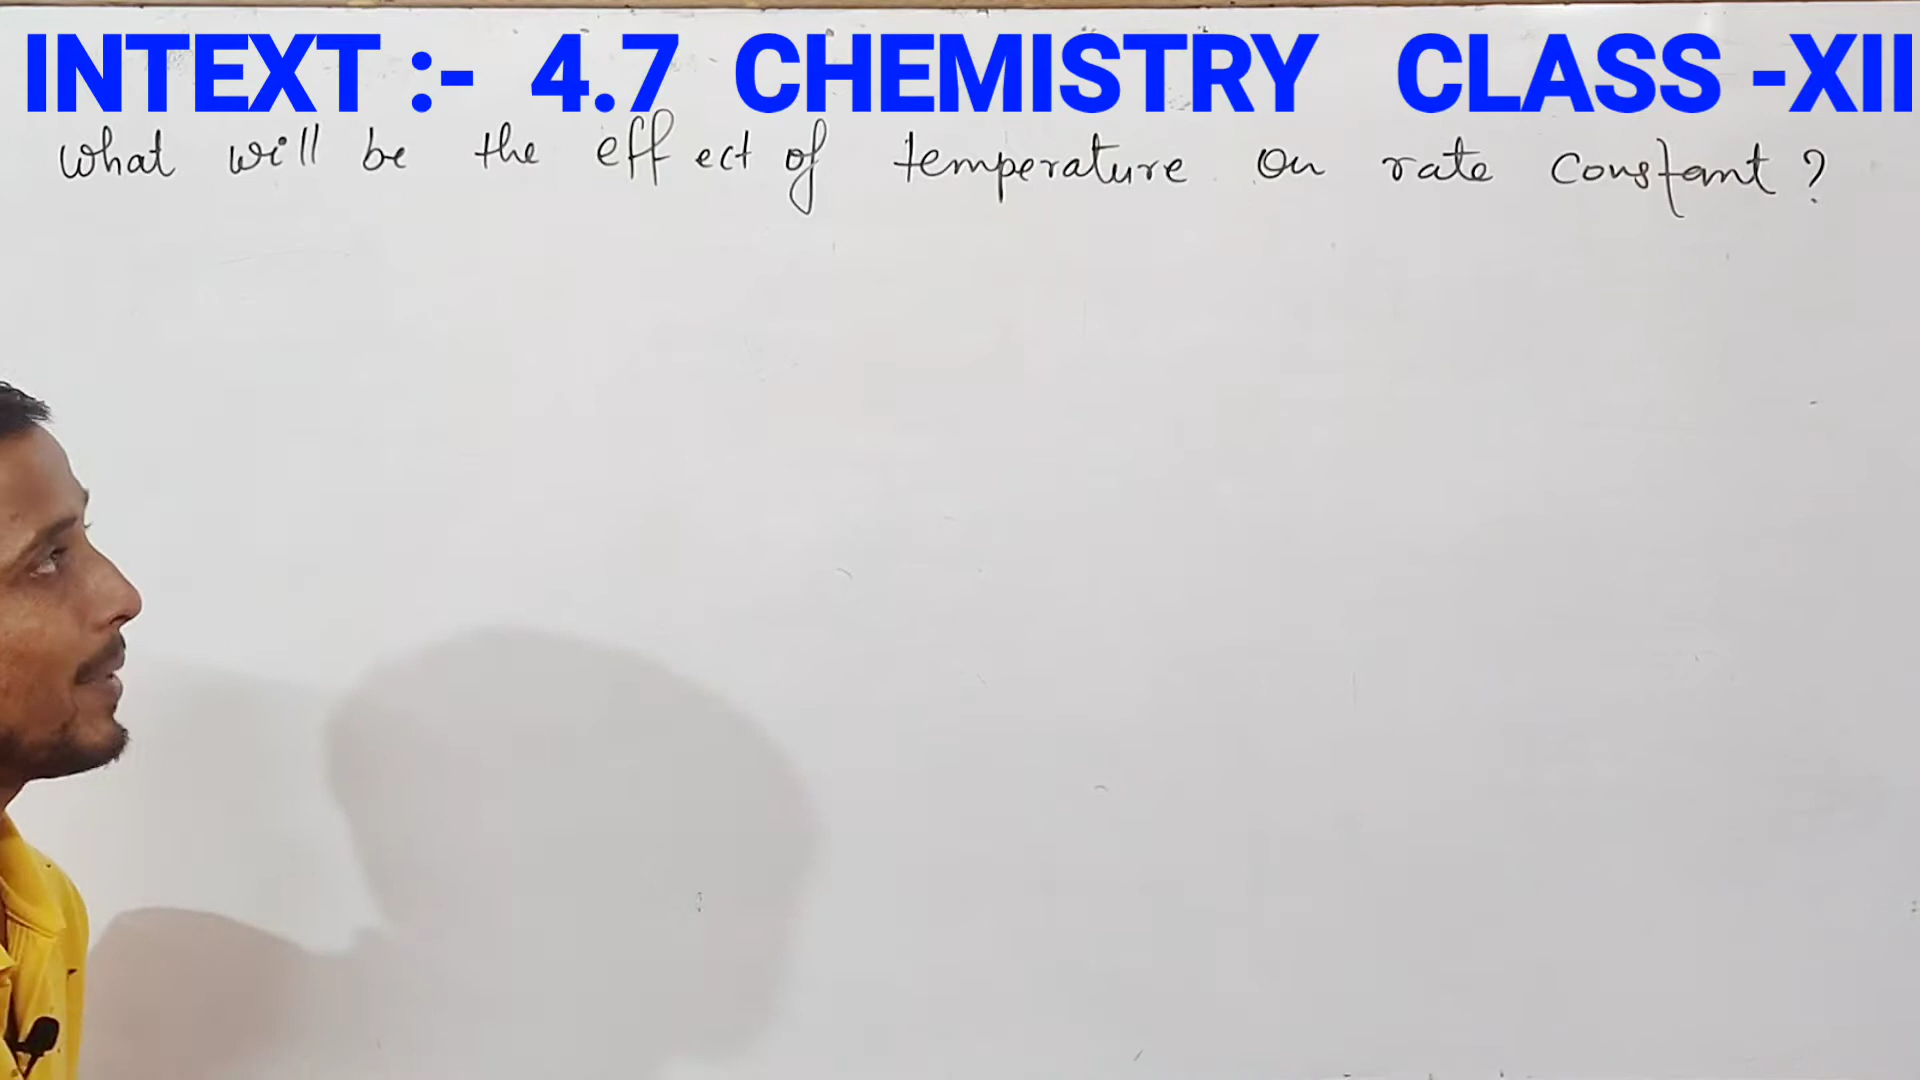 INTEXT :- 4.7 CHEMISTRY CLASS -XII
What will be the effect of temperature on rate constant ?